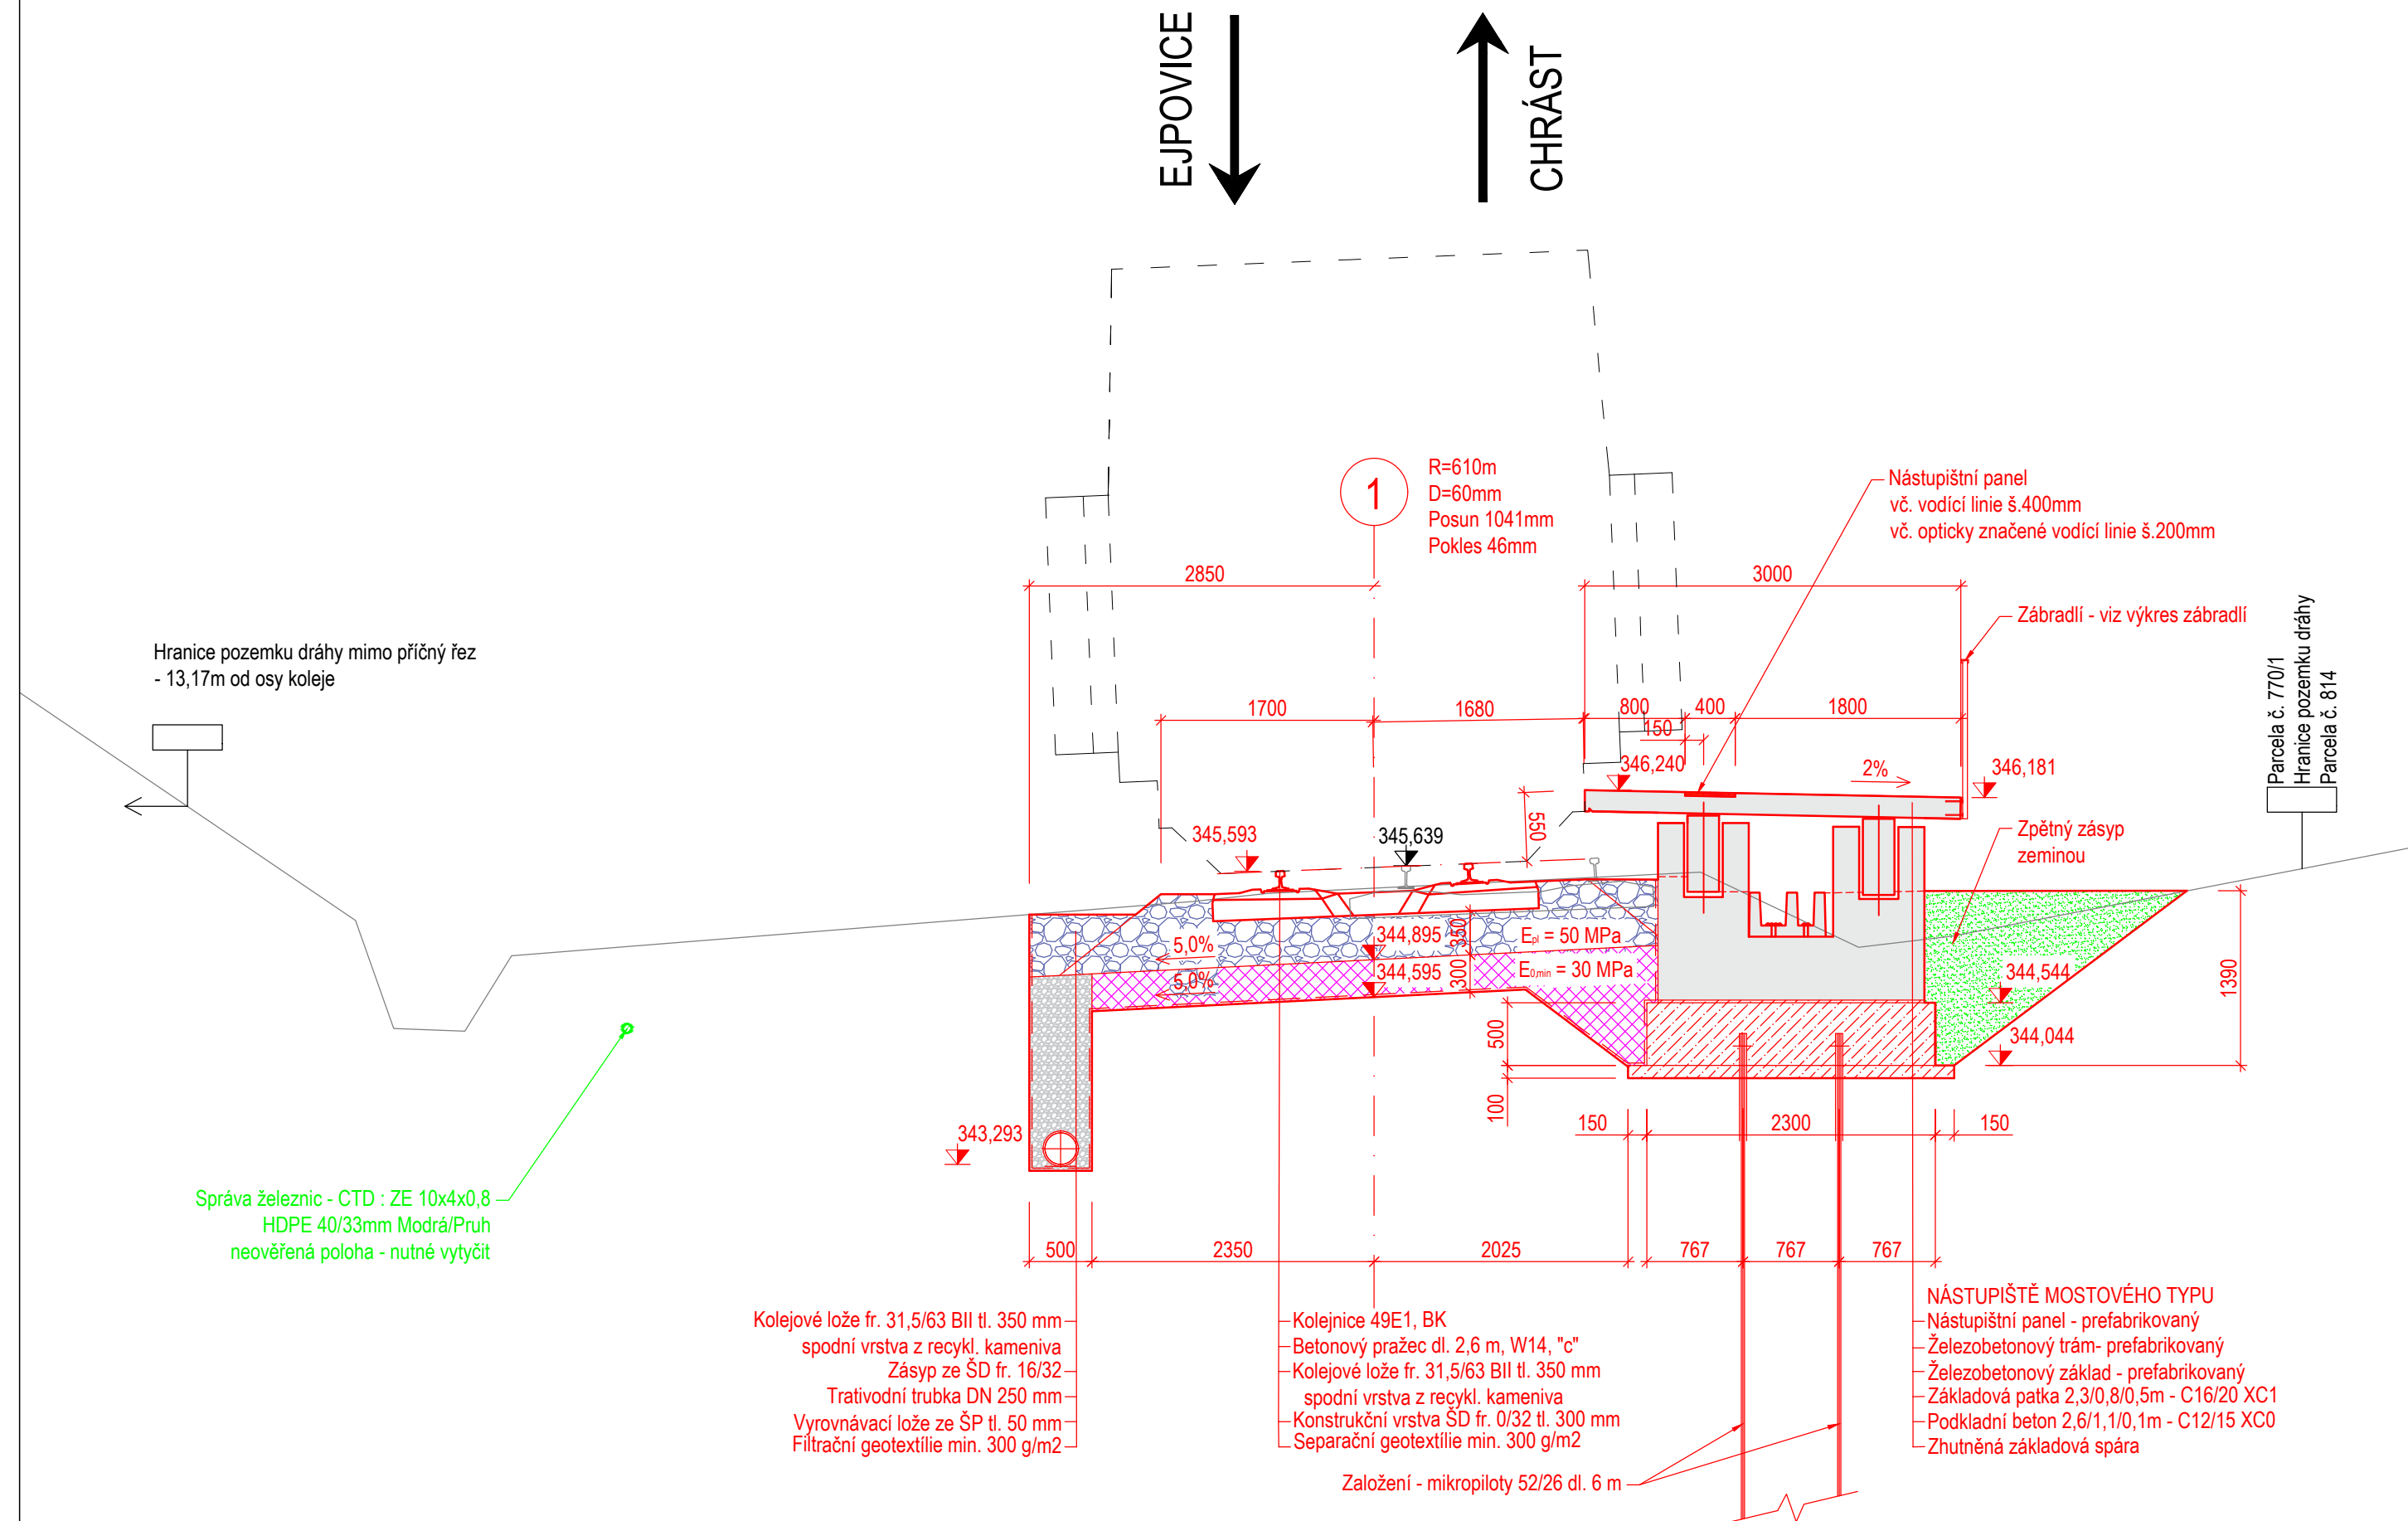 EJPOVICE
CHRÁST
1
R=610m
D=60mm
Posun 1041mm
Pokles 46mm
Nástupištní panel
vč. vodící linie š.400mm
vč. opticky značené vodící linie š.200mm
2850
3000
Zábradlí - viz výkres zábradlí
Hranice pozemku dráhy mimo příčný řez
- 13,17m od osy koleje
Parcela č. 770/1
Hranice pozemku dráhy
Parcela č. 814
1700
1680
800
400
1800
150
346,240
2%
346,181
550
345,593
345,639
Zpětný zásyp
zeminou
5,0%
344,895
350
Epl = 50 MPa
5,0%
344,595
300
E0,min = 30 MPa
344,544
1390
500
344,044
100
343,293
150
2300
150
Správa železnic - CTD : ZE 10x4x0,8
HDPE 40/33mm Modrá/Pruh
neověřená poloha - nutné vytyčit
500
2350
2025
767
767
767
Kolejové lože fr. 31,5/63 BII tl. 350 mm
spodní vrstva z recykl. kameniva
Zásyp ze ŠD fr. 16/32
Trativodní trubka DN 250 mm
Vyrovnávací lože ze ŠP tl. 50 mm
Filtrační geotextílie min. 300 g/m2
Kolejnice 49E1, BK
Betonový pražec dl. 2,6 m, W14, "c"
Kolejové lože fr. 31,5/63 BII tl. 350 mm
spodní vrstva z recykl. kameniva
Konstrukční vrstva ŠD fr. 0/32 tl. 300 mm
Separační geotextílie min. 300 g/m2
Založení - mikropiloty 52/26 dl. 6 m
NÁSTUPIŠTĚ MOSTOVÉHO TYPU
Nástupištní panel - prefabrikovaný
Železobetonový trám- prefabrikovaný
Železobetonový základ - prefabrikovaný
Základová patka 2,3/0,8/0,5m - C16/20 XC1
Podkladní beton 2,6/1,1/0,1m - C12/15 XC0
Zhutněná základová spára